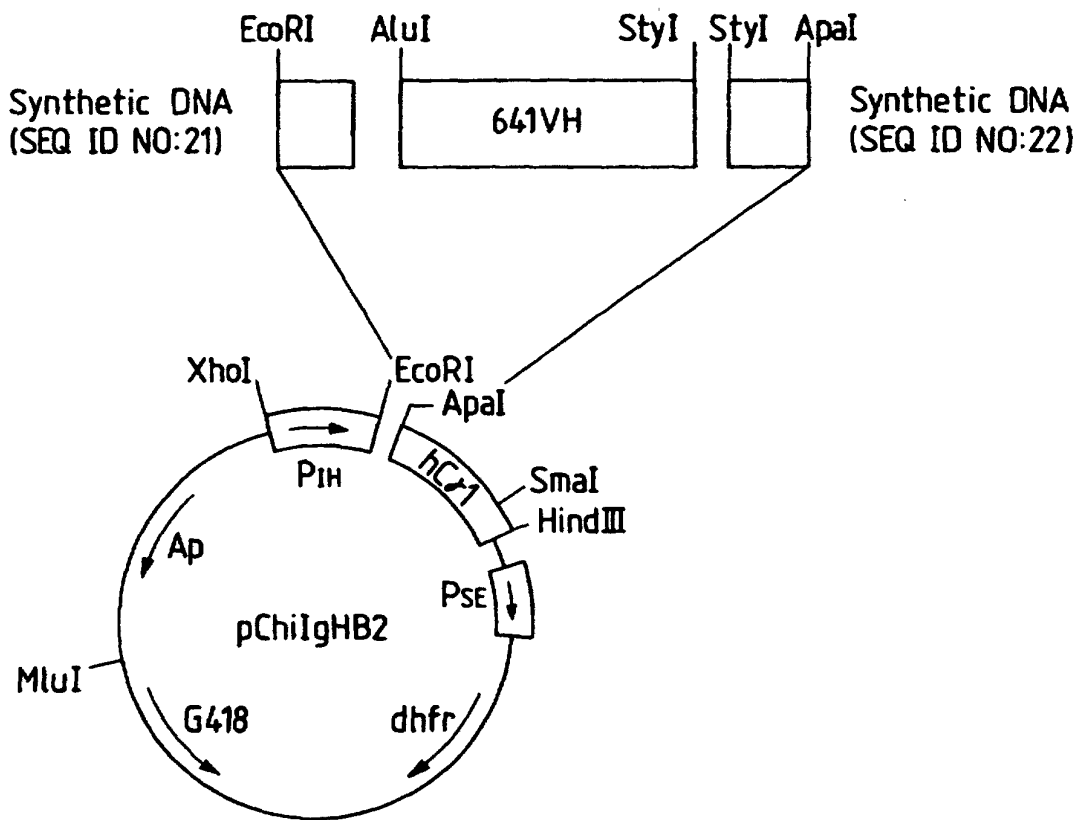 EcoRI AluI StyI StyI ApaI
Synthetic DNA
(SEQ ID NO:21)
641VH
Synthetic DNA
(SEQ ID NO:22)
XhoI
EcoRI
ApaI
PIH
hCγ1
SmaI
HindIII
Ap
PSE
pChiIgHB2
MluI
G418
dhfr